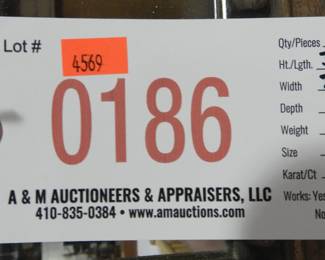 Lot #
4569
0186
A & M AUCTIONEERS & APPRAISERS, LLC
410-835-0384 • www.amauctions.com
Qty/Pieces
Ht./Lgth.
Width
Depth
Weight
Size
Karat/Ct
Works: Yes
No